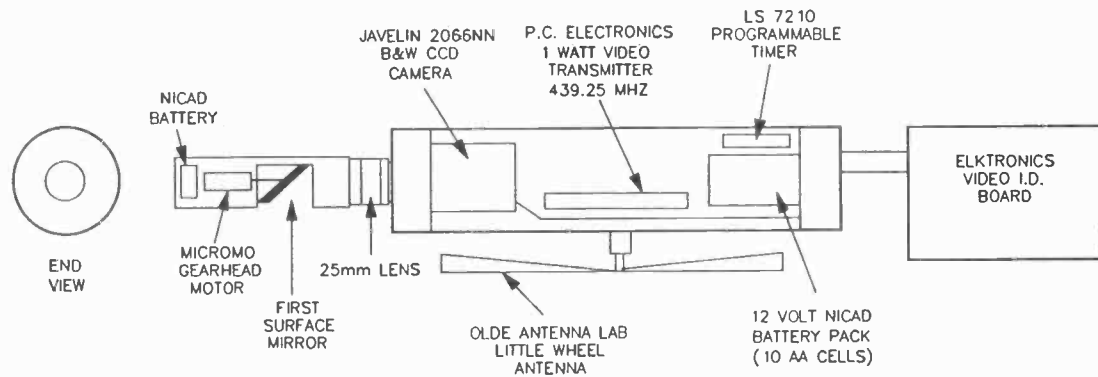 LS 7210
PROGRAMMABLE
TIMER
JAVELIN 2066NN
B&W CCD
CAMERA
P.C. ELECTRONICS
1 WATT VIDEO
TRANSMITTER
439.25 MHZ
NICAD
BATTERY
ELKTRONICS
VIDEO I.D.
BOARD
END
VIEW
MICROMO
GEARHEAD
MOTOR
25mm LENS
FIRST
SURFACE
MIRROR
OLDE ANTENNA LAB
LITTLE WHEEL
ANTENNA
12 VOLT NICAD
BATTERY PACK
(10 AA CELLS)